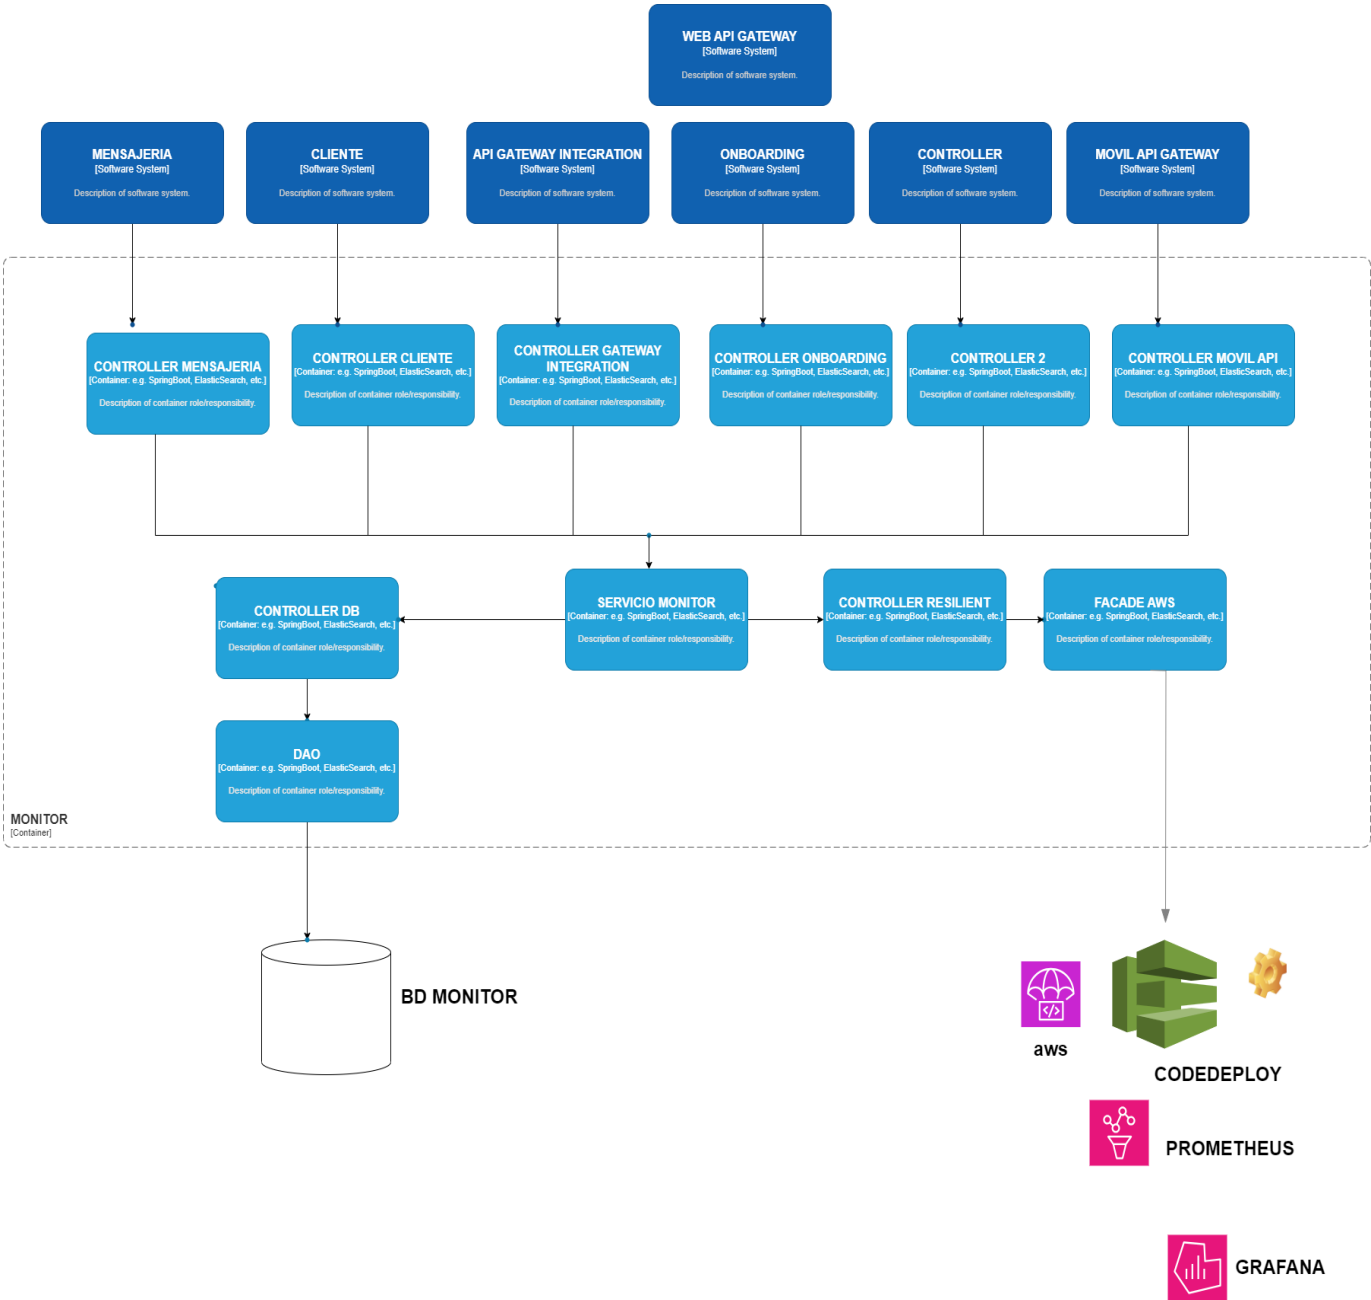 WEB API GATEWAY
[Software System]
Description of software system.
MENSAJERIA
[Software System]
Description of software system.
CLIENTE
[Software System]
Description of software system.
API GATEWAY INTEGRATION
[Software System]
Description of software system.
ONBOARDING
[Software System]
Description of software system.
CONTROLLER
[Software System]
Description of software system.
MOVIL API GATEWAY
[Software System]
Description of software system.
CONTROLLER MENSAJERIA
[Container: e.g. SpringBoot, ElasticSearch, etc.]
Description of container role/responsibility.
CONTROLLER CLIENTE
[Container: e.g. SpringBoot, ElasticSearch, etc.]
Description of container role/responsibility.
CONTROLLER GATEWAY
INTEGRATION
[Container: e.g. SpringBoot, ElasticSearch, etc.]
Description of container role/responsibility.
CONTROLLER ONBOARDING
[Container: e.g. SpringBoot, ElasticSearch, etc.]
Description of container role/responsibility.
CONTROLLER 2
[Container: e.g. SpringBoot, ElasticSearch, etc.]
Description of container role/responsibility.
CONTROLLER MOVIL API
[Container: e.g. SpringBoot, ElasticSearch, etc.]
Description of container role/responsibility.
CONTROLLER DB
[Container: e.g. SpringBoot, ElasticSearch, etc.]
Description of container role/responsibility.
SERVICIO MONITOR
[Container: e.g. SpringBoot, ElasticSearch, etc.]
Description of container role/responsibility.
CONTROLLER RESILIENT
[Container: e.g. SpringBoot, ElasticSearch, etc.]
Description of container role/responsibility.
FACADE AWS
[Container: e.g. SpringBoot, ElasticSearch, etc.]
Description of container role/responsibility.
DAO
[Container: e.g. SpringBoot, ElasticSearch, etc.]
Description of container role/responsibility.
MONITOR
[Container]
BD MONITOR
aws
CODEDEPLOY
PROMETHEUS
GRAFANA